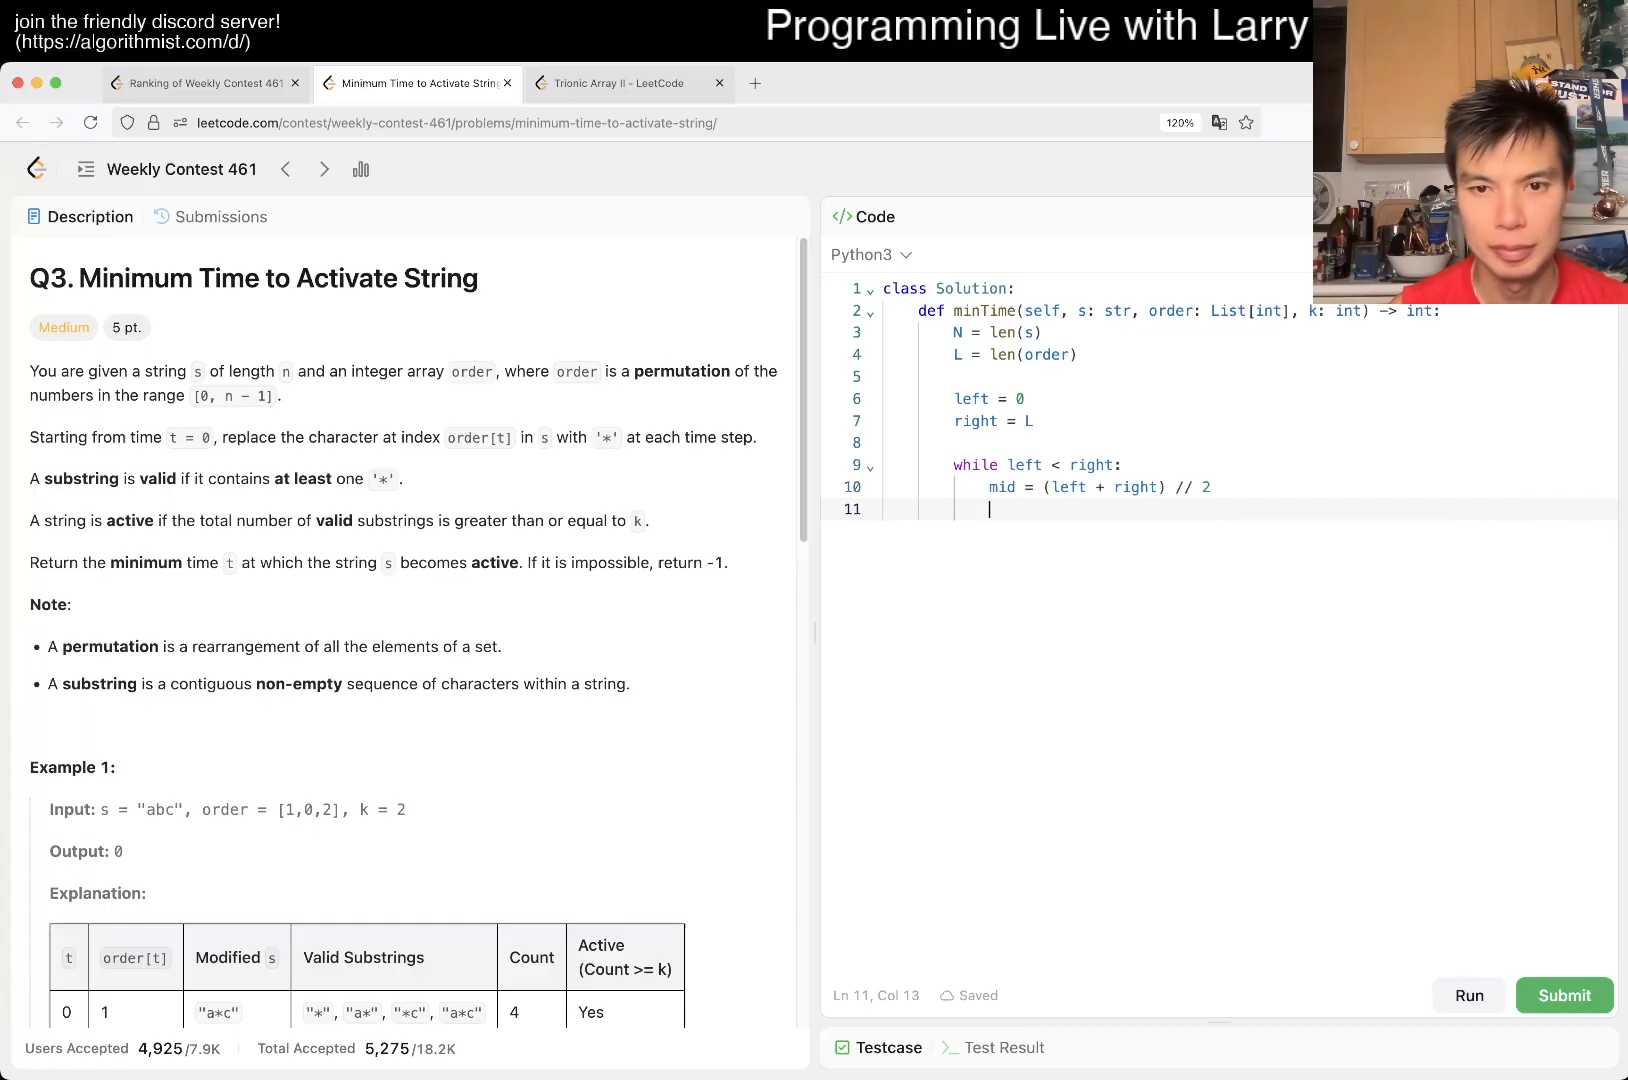 join the friendly discord server!
(https://algorithmist.com/d/)
Programming Live with Larry
Ranking of Weekly Contest 461
Minimum Time to Activate String
Trionic Array II - LeetCode
leetcode.com/contest/weekly-contest-461/problems/minimum-time-to-activate-string/
120%
Weekly Contest 461
Description
Submissions
Q3. Minimum Time to Activate String
Medium
5 pt.
You are given a string s of length n and an integer array order, where order is a permutation of the
numbers in the range [0, n - 1].
Starting from time t = 0, replace the character at index order[t] in s with '*' at each time step.
A substring is valid if it contains at least one '*'.
A string is active if the total number of valid substrings is greater than or equal to k.
Return the minimum time t at which the string s becomes active. If it is impossible, return -1.
Note:
• A permutation is a rearrangement of all the elements of a set.
• A substring is a contiguous non-empty sequence of characters within a string.
Example 1:
Input: s = "abc", order = [1,0,2], k = 2
Output: 0
Explanation:
t order[t] Modified s Valid Substrings Count Active
(Count >= k)
0 1 "a*c" "*", "a*", "*c", "a*c" 4 Yes
Users Accepted 4,925/7.9K
Total Accepted 5,275/18.2K
</> Code
Python3
1 class Solution:
2 def minTime(self, s: str, order: List[int], k: int) -> int:
3 N = len(s)
4 L = len(order)
5
6 left = 0
7 right = L
8
9 while left < right:
10 mid = (left + right) // 2
11
Ln 11, Col 13
Saved
Run
Submit
Testcase
Test Result
STAND FOR
JUST